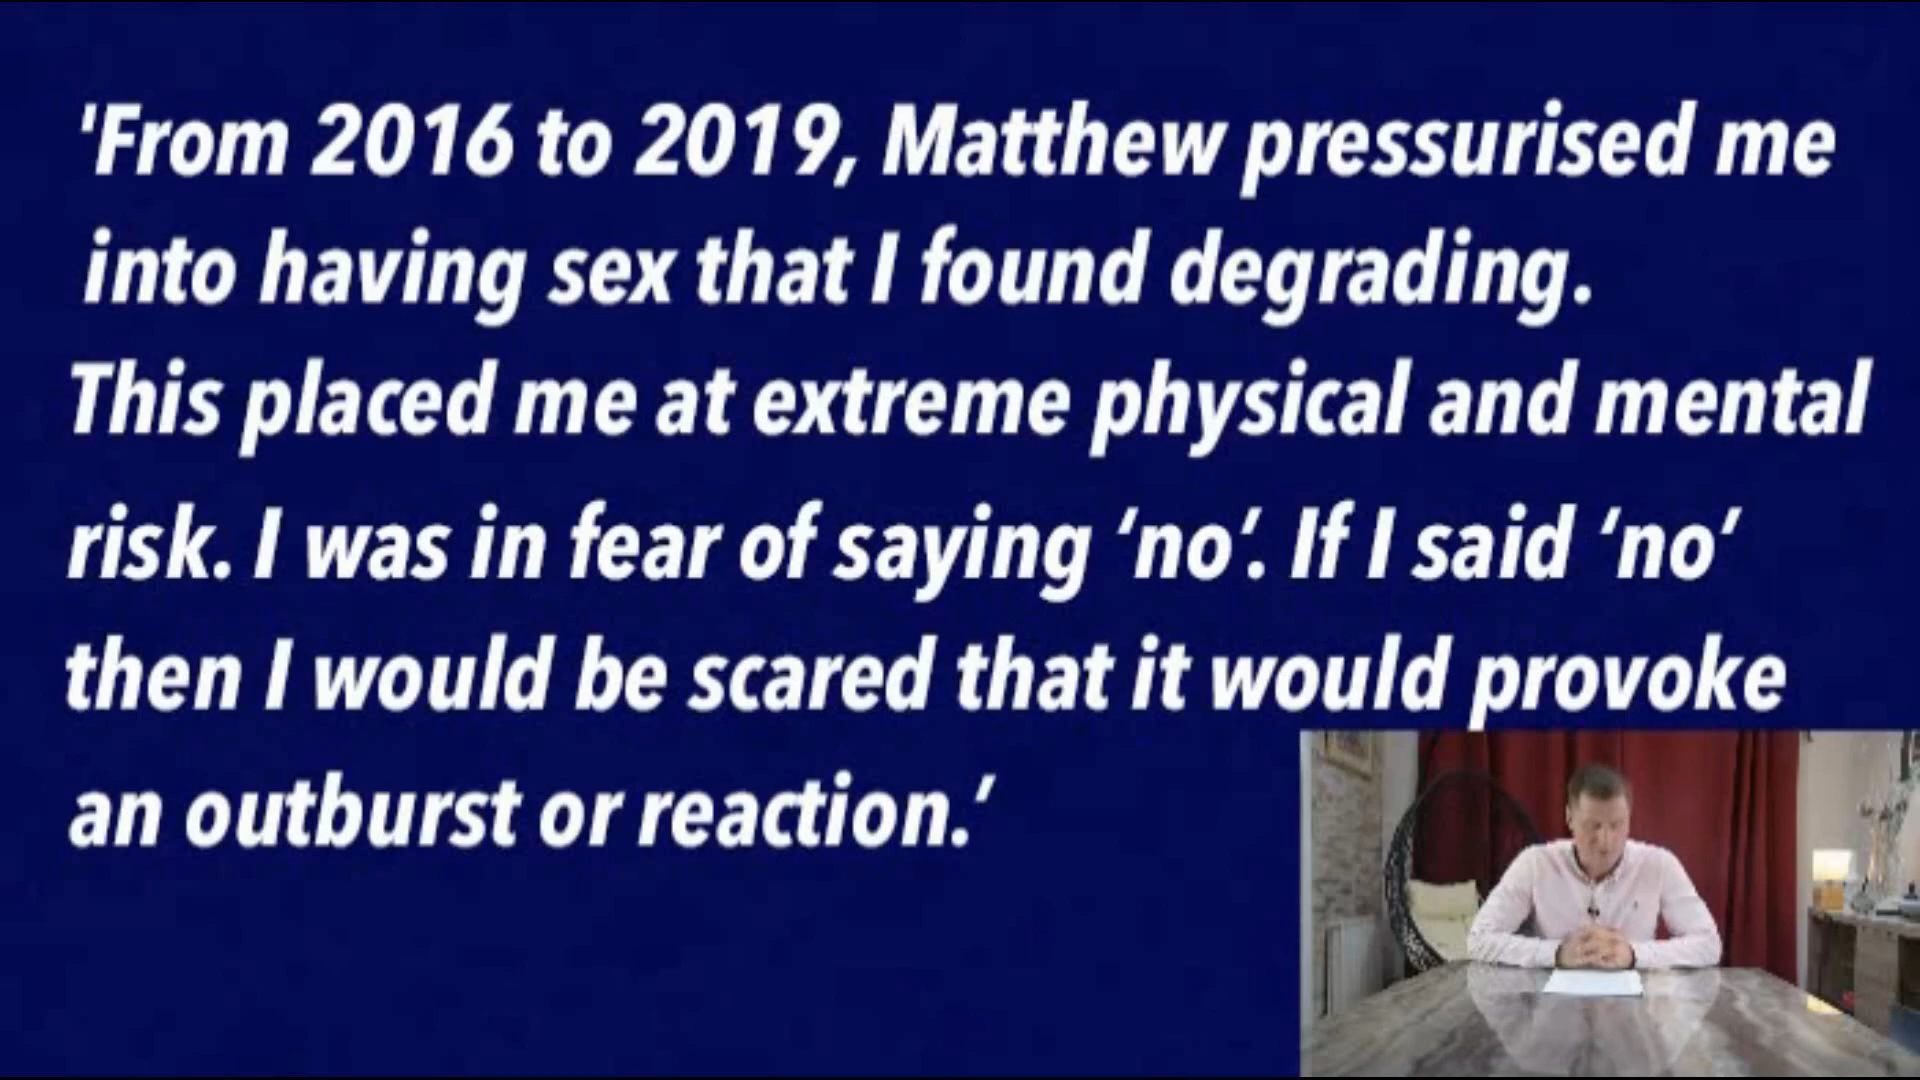 'From 2016 to 2019, Matthew pressurised me
into having sex that I found degrading.
This placed me at extreme physical and mental
risk. I was in fear of saying ‘no‘. If I said ‘no’
then I would be scared that it would provoke
an outburst or reaction.’